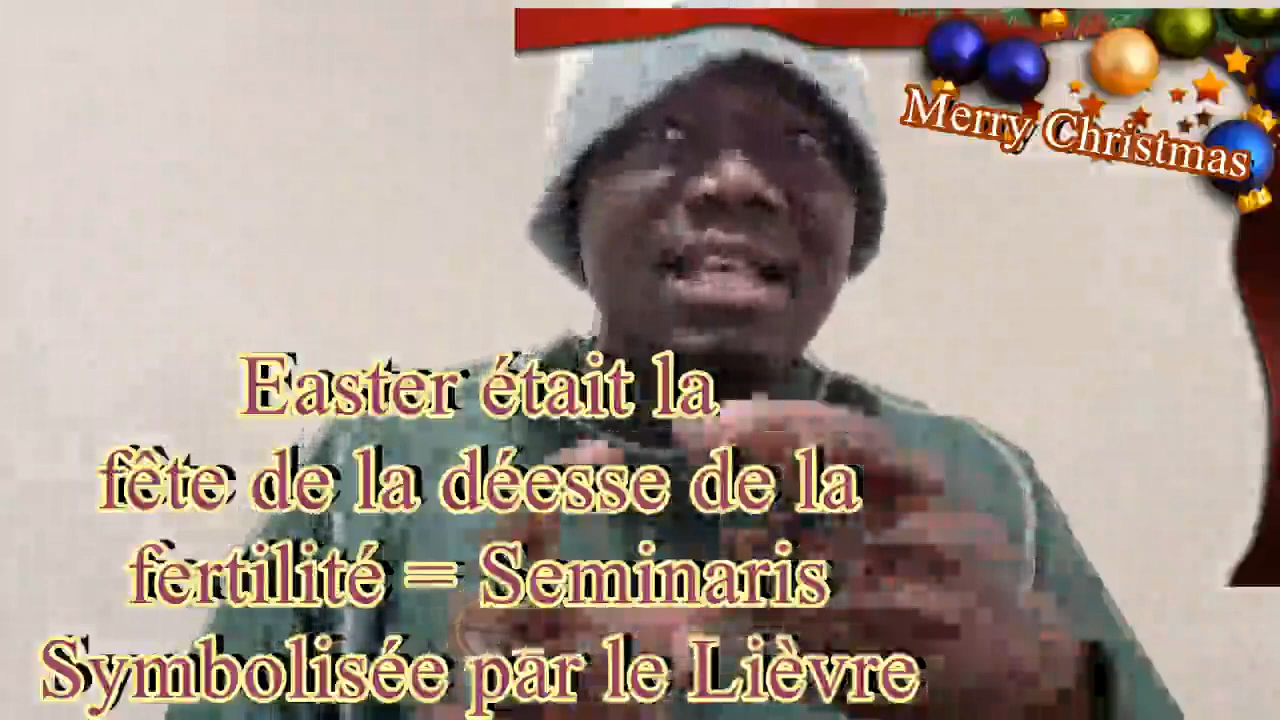 Merry Christmas
Easter était la
fête de la déesse de la
fertilité = Seminaris
Symbolisée par le Lièvre